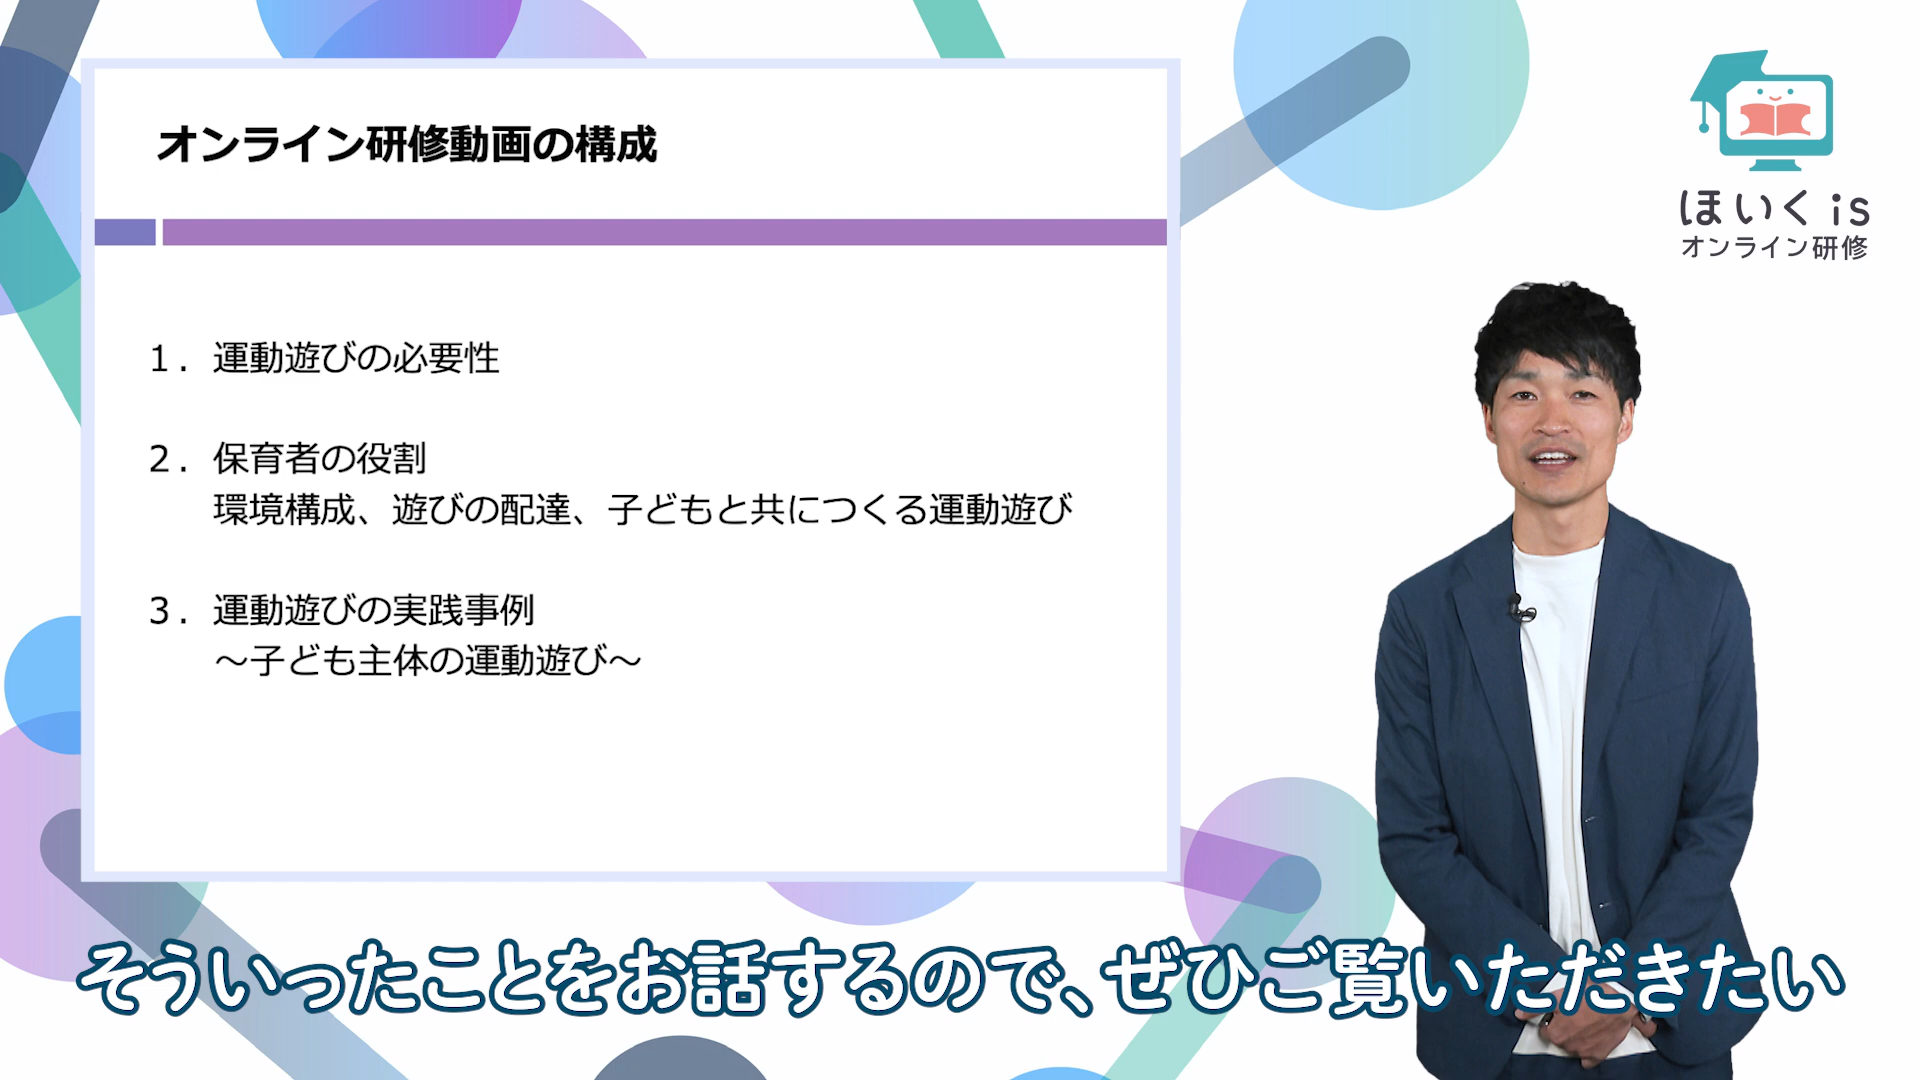 オンライン研修動画の構成
1．運動遊びの必要性
2．保育者の役割
環境構成、遊びの配達、子どもと共につくる運動遊び
3．運動遊びの実践事例
～子ども主体の運動遊び～
ほいくis
オンライン研修
そういったことをお話するので、ぜひご覧いただきたい